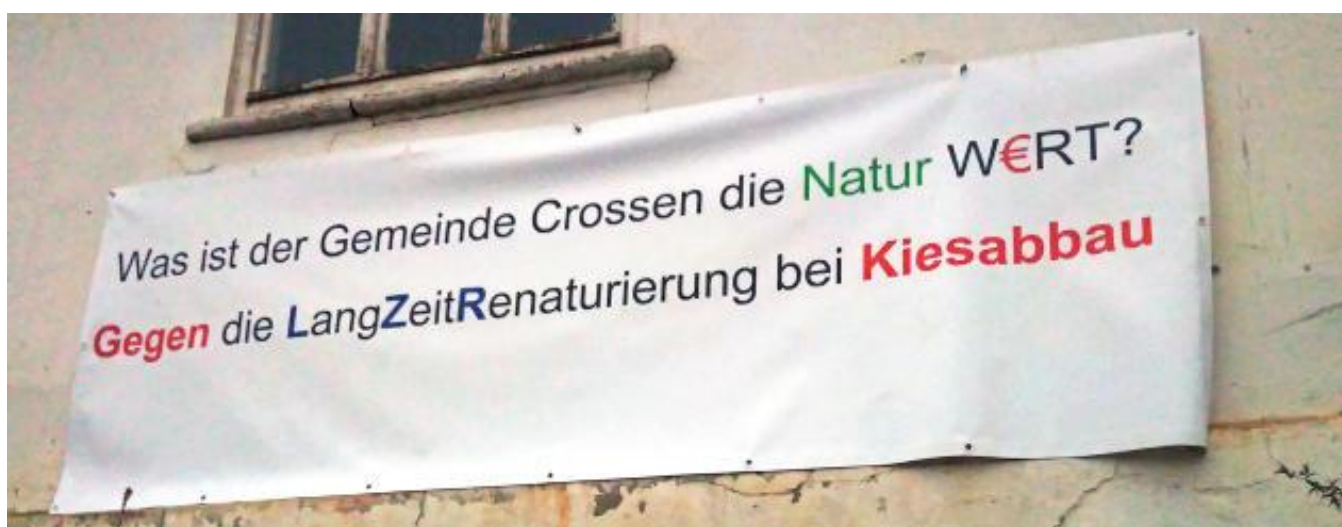 Was ist der Gemeinde Crossen die Natur W€RT?
Gegen die LangZeitRenaturierung bei Kiesabbau